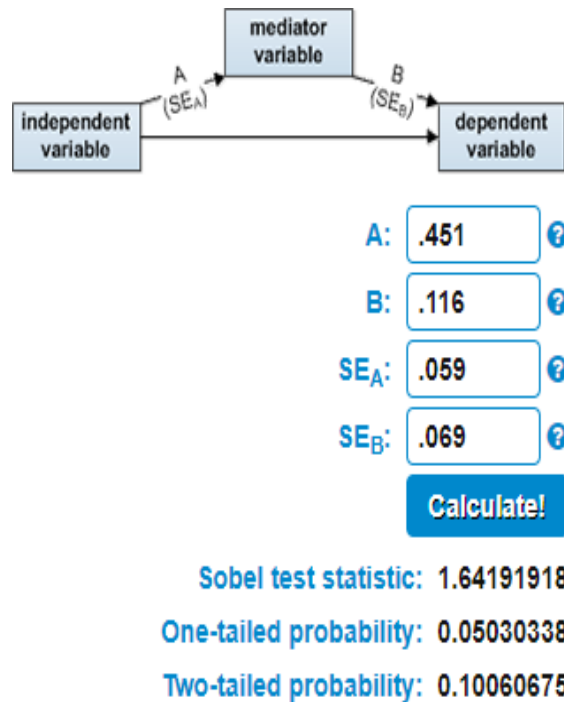 mediator
variable
A
(SEA)
B
(SEB)
independent
variable
dependent
variable
A: .451 ?
B: .116 ?
SEA: .059 ?
SEB: .069 ?
Calculate!
Sobel test statistic: 1.64191918
One-tailed probability: 0.05030338
Two-tailed probability: 0.10060675